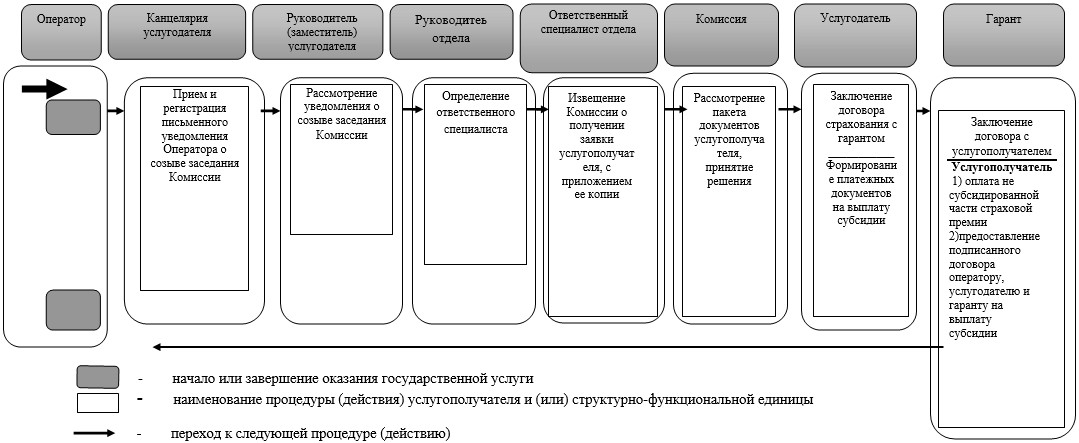 Оператор
Канцелярия
услугодателя
Руководитель
(заместитель)
услугодателя
Руководитеь
отдела
Ответственный
специалист отдела
Комиссия
Услугодатель
Гарант
Прием и
регистрация
письменного
уведомления
Оператора о
созыве заседания
Комиссии
Рассмотрение
уведомления о
созыве заседания
Комиссии
Определение
ответственного
специалиста
Извещение
Комиссии о
получении
заявки
услугополучат
еля, с
приложением
ее копии
Рассмотрение
пакета
документов
услугополуча
теля,
принятие
решения
Заключение
договора
страхования с
гарантом
Формировани
е платежных
документов
на выплату
субсидии
Заключение
договора с
услугополучателем
Услугополучатель
1) оплата не
субсидированной
части страховой
премии
2)предоставление
подписанного
договора
оператору,
услугодателю и
гаранту на
выплату
субсидии
- начало или завершение оказания государственной услуги
- наименование процедуры (действия) услугополучателя и (или) структурно-функциональной единицы
- переход к следующей процедуре (действию)